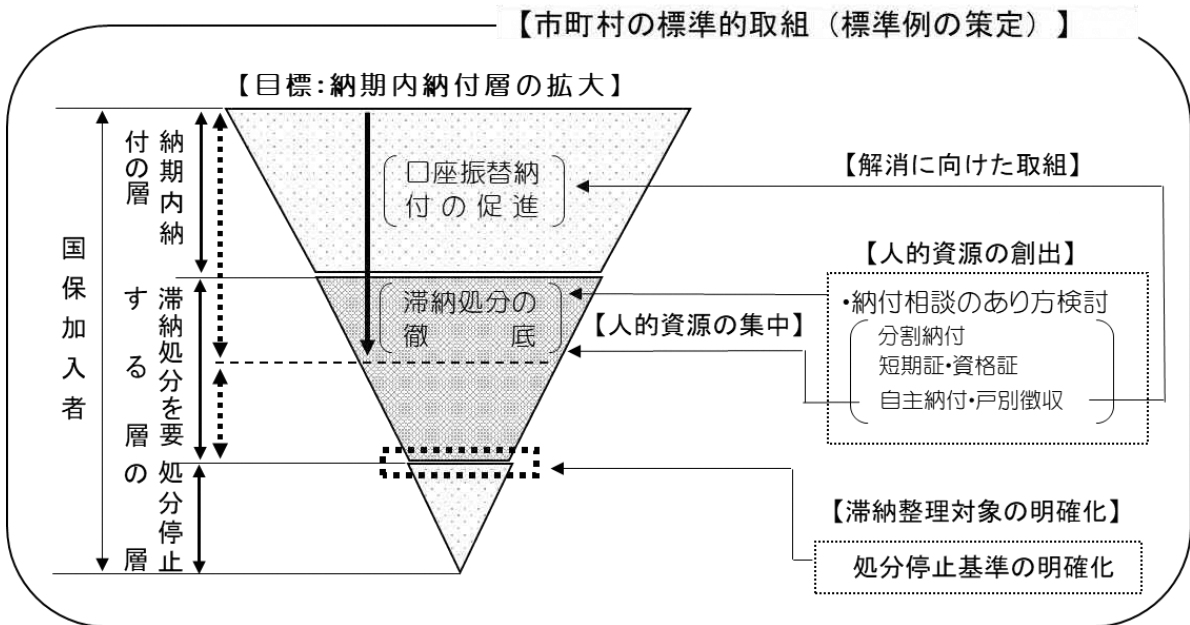 【市町村の標準的取組（標準例の策定）】
【目標：納期内納付層の拡大】
国保加入者
納期内納
付の層
滞納処分を要
する層
処分停止
の層
口座振替納
付の促進
滞納処分の
徹底
【解消に向けた取組】
【人的資源の創出】
・納付相談のあり方検討
分割納付
短期証・資格証
自主納付・戸別徴収
【人的資源の集中】
【滞納整理対象の明確化】
処分停止基準の明確化